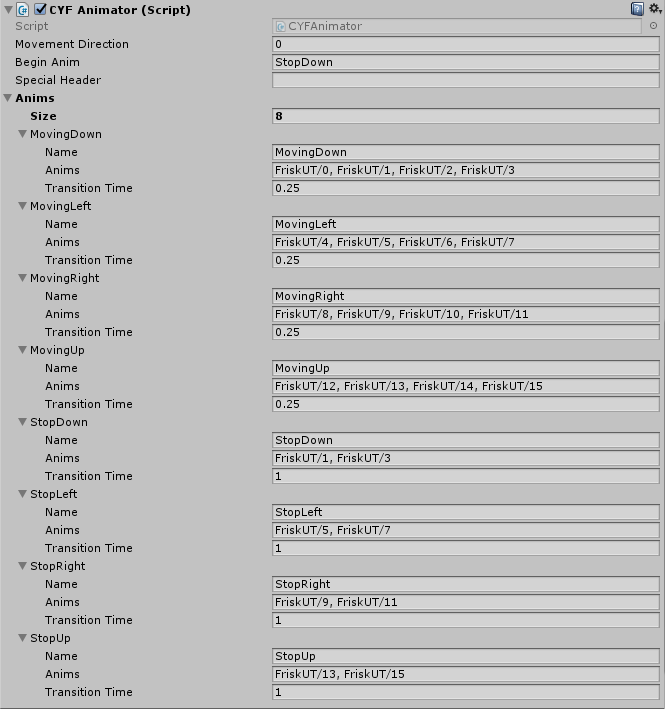 CYF Animator (Script)
Script CYFAnimator
Movement Direction 0
Begin Anim StopDown
Special Header
Anims
Size 8
MovingDown
Name MovingDown
Anims FriskUT/0, FriskUT/1, FriskUT/2, FriskUT/3
Transition Time 0.25
MovingLeft
Name MovingLeft
Anims FriskUT/4, FriskUT/5, FriskUT/6, FriskUT/7
Transition Time 0.25
MovingRight
Name MovingRight
Anims FriskUT/8, FriskUT/9, FriskUT/10, FriskUT/11
Transition Time 0.25
MovingUp
Name MovingUp
Anims FriskUT/12, FriskUT/13, FriskUT/14, FriskUT/15
Transition Time 0.25
StopDown
Name StopDown
Anims FriskUT/1, FriskUT/3
Transition Time 1
StopLeft
Name StopLeft
Anims FriskUT/5, FriskUT/7
Transition Time 1
StopRight
Name StopRight
Anims FriskUT/9, FriskUT/11
Transition Time 1
StopUp
Name StopUp
Anims FriskUT/13, FriskUT/15
Transition Time 1